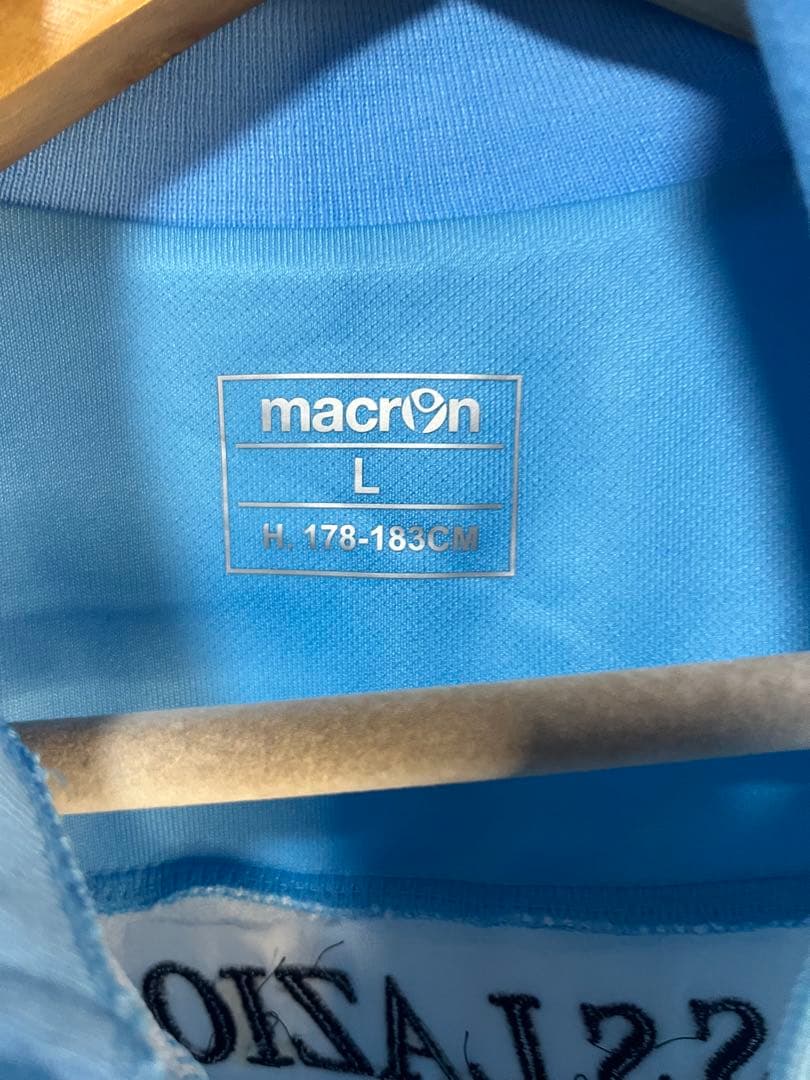 macron
L
H. 178-183CM
S.S.LAZIO